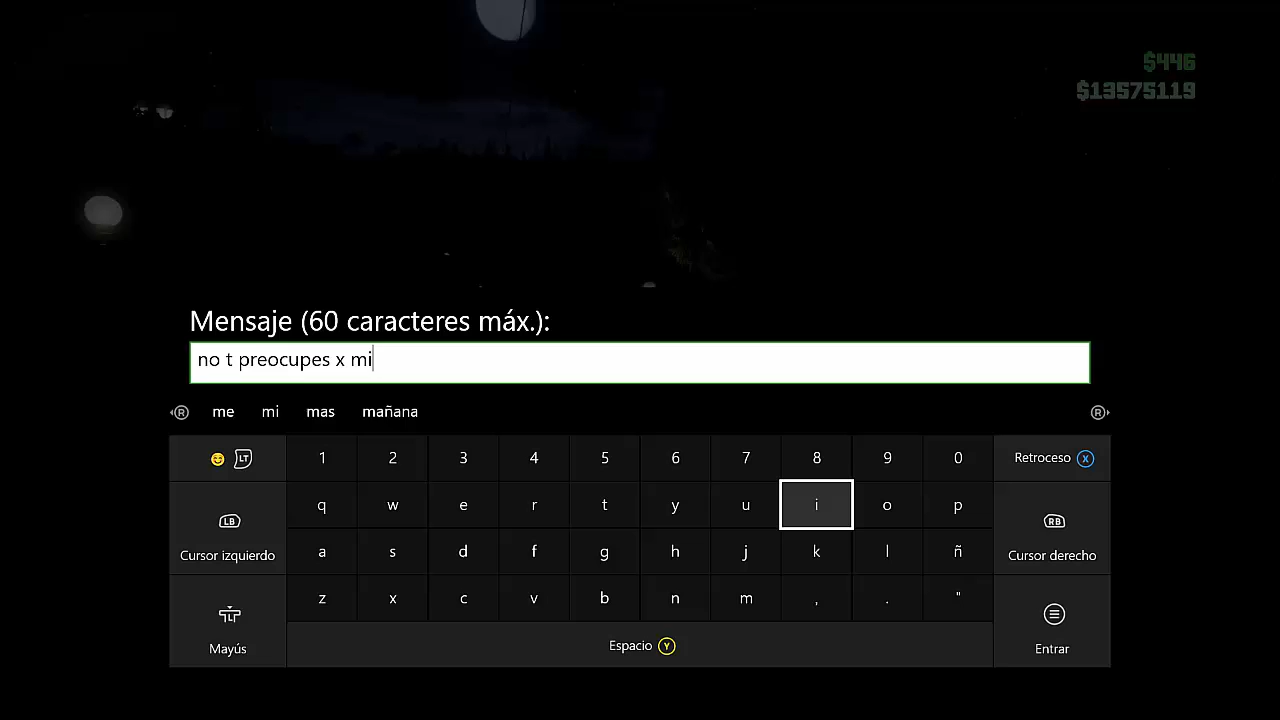 $446
$13575119
Mensaje (60 caracteres máx.):
no t preocupes x mi
R me mi mas mañana R
LT 1 2 3 4 5 6 7 8 9 0 Retroceso X
LB Cursor izquierdo
q w e r t y u i o p
RB Cursor derecho
a s d f g h j k l ñ
Mayús
z x c v b n m , . "
Entrar
Espacio Y